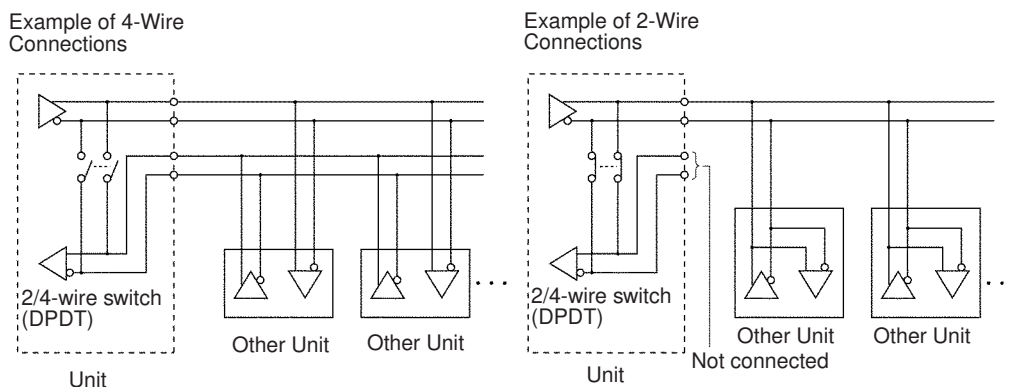 Example of 4-Wire
Connections
2/4-wire switch
(DPDT)
Other Unit
Other Unit
. . .
Unit
Example of 2-Wire
Connections
2/4-wire switch
(DPDT)
Other Unit
Other Unit
. .
Not connected
Unit